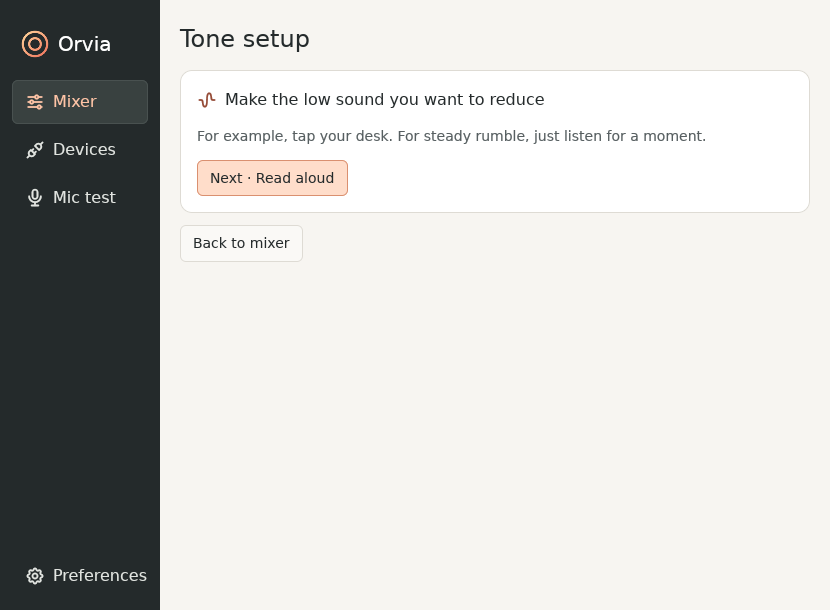 Orvia
Mixer
Devices
Mic test
Preferences
Tone setup
Make the low sound you want to reduce
For example, tap your desk. For steady rumble, just listen for a moment.
Next · Read aloud
Back to mixer